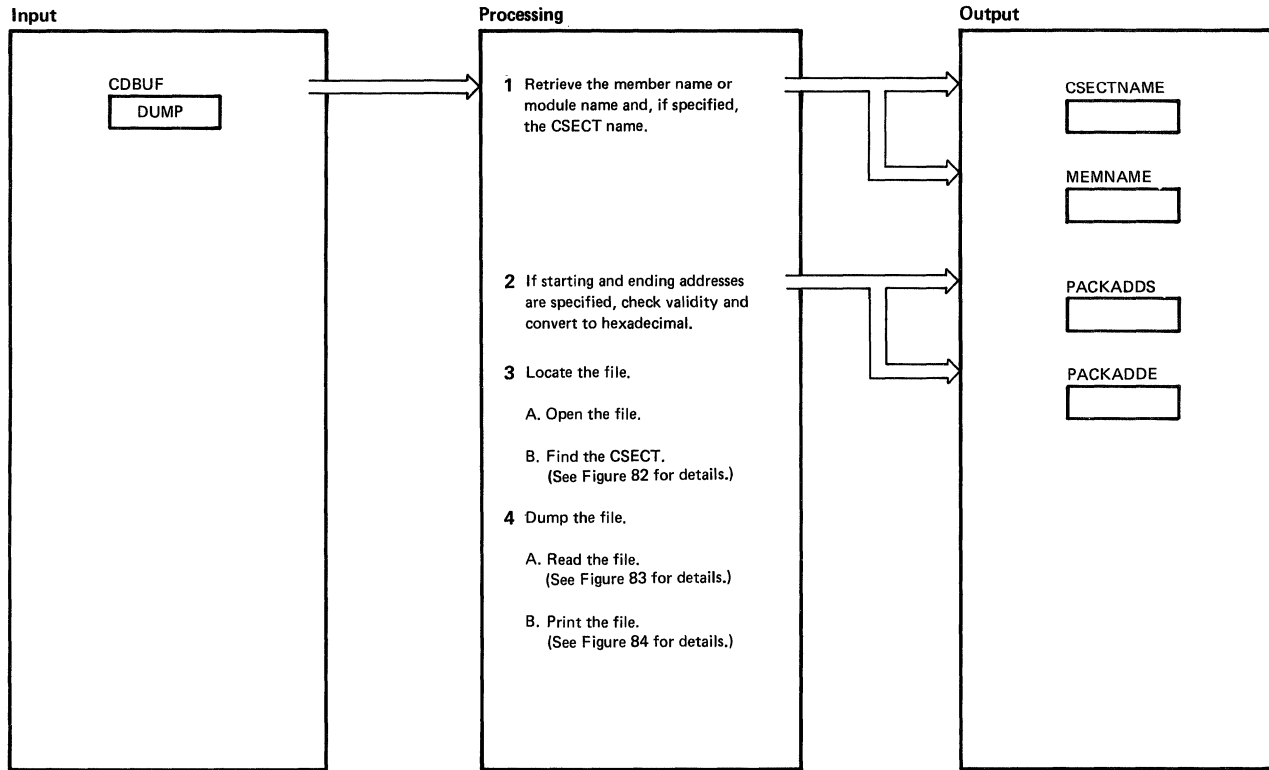 Input
Processing
Output
CDBUF
DUMP
1 Retrieve the member name or
module name and, if specified,
the CSECT name.
CSECTNAME
MEMNAME
2 If starting and ending addresses
are specified, check validity and
convert to hexadecimal.
PACKADDS
PACKADDE
3 Locate the file.
A. Open the file.
B. Find the CSECT.
(See Figure 82 for details.)
4 Dump the file.
A. Read the file.
(See Figure 83 for details.)
B. Print the file.
(See Figure 84 for details.)